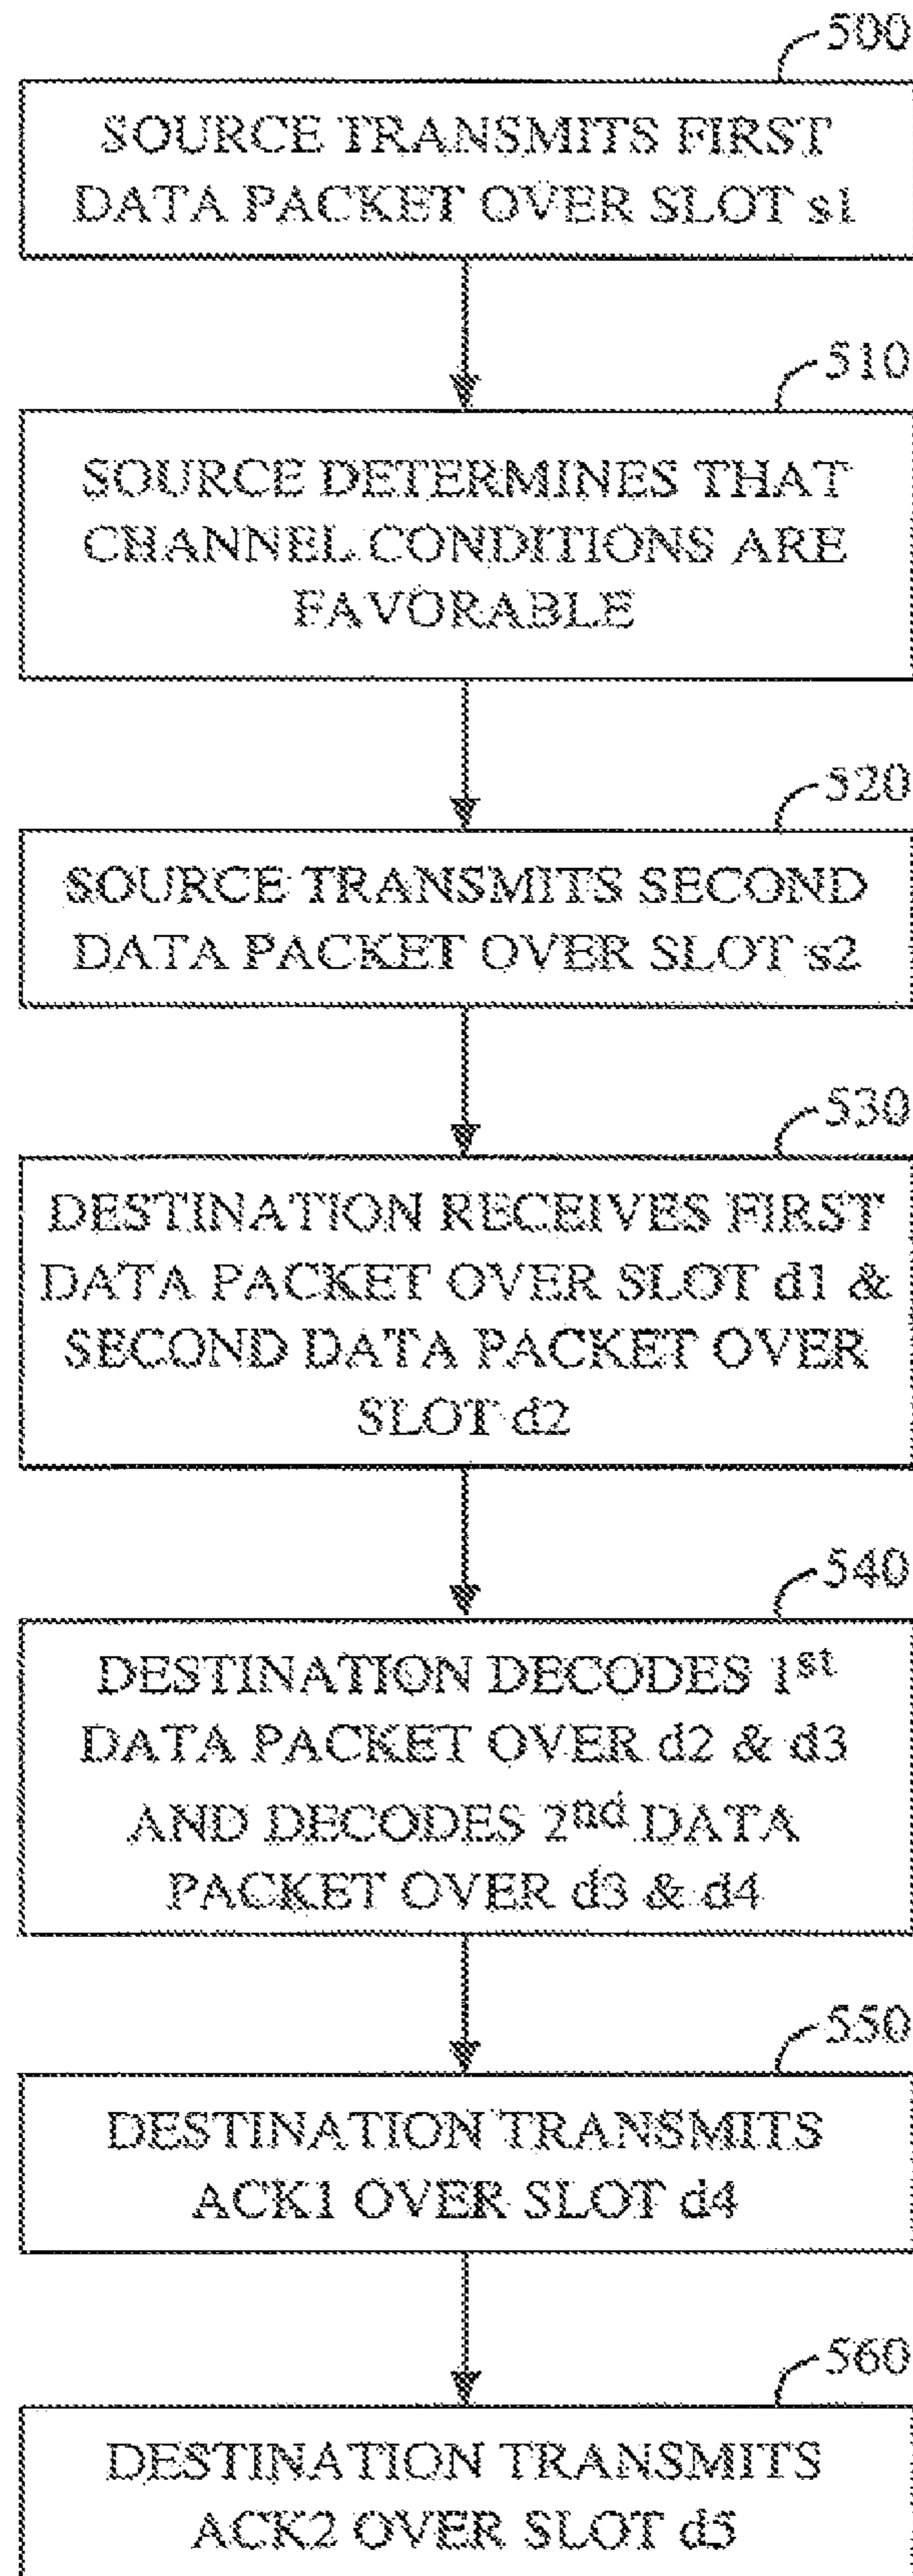 500
SOURCE TRANSMITS FIRST
DATA PACKET OVER SLOT s1
510
SOURCE DETERMINES THAT
CHANNEL CONDITIONS ARE
FAVORABLE
520
SOURCE TRANSMITS SECOND
DATA PACKET OVER SLOT s2
530
DESTINATION RECEIVES FIRST
DATA PACKET OVER SLOT d1 &
SECOND DATA PACKET OVER
SLOT d2
540
DESTINATION DECODES 1st
DATA PACKET OVER d2 & d3
AND DECODES 2nd DATA
PACKET OVER d3 & d4
550
DESTINATION TRANSMITS
ACK1 OVER SLOT d4
560
DESTINATION TRANSMITS
ACK2 OVER SLOT d5